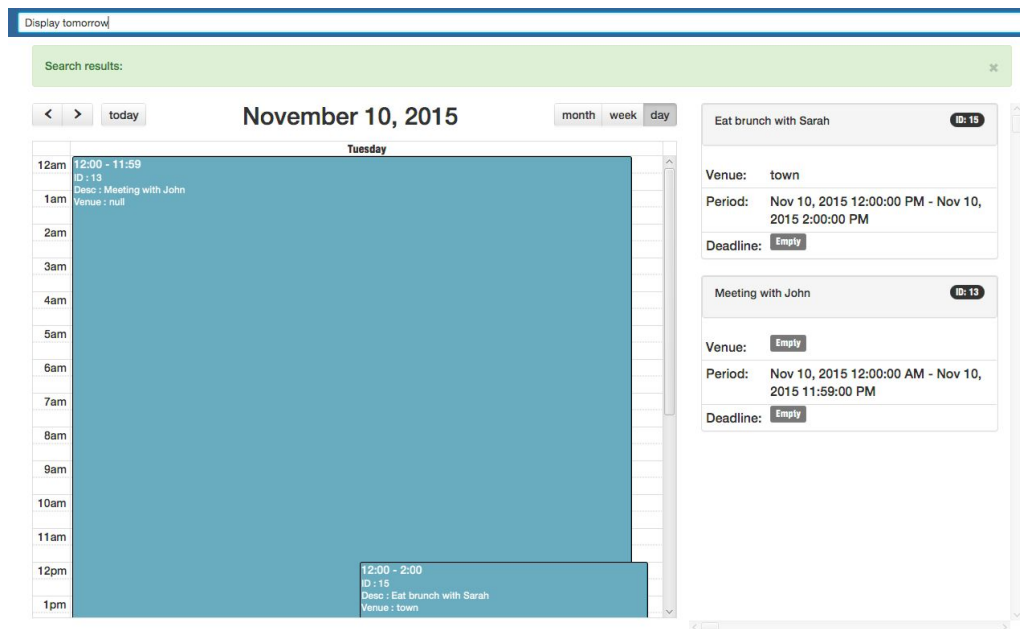 Display tomorrow
Search results:
×
< > today
November 10, 2015
month week day
Tuesday
12am
1am
2am
3am
4am
5am
6am
7am
8am
9am
10am
11am
12pm
1pm
12:00 - 11:59
ID : 13
Desc : Meeting with John
Venue : null
12:00 - 2:00
ID : 15
Desc : Eat brunch with Sarah
Venue : town
Eat brunch with Sarah ID: 15
Venue: town
Period: Nov 10, 2015 12:00:00 PM - Nov 10,
2015 2:00:00 PM
Deadline: Empty
Meeting with John ID: 13
Venue: Empty
Period: Nov 10, 2015 12:00:00 AM - Nov 10,
2015 11:59:00 PM
Deadline: Empty